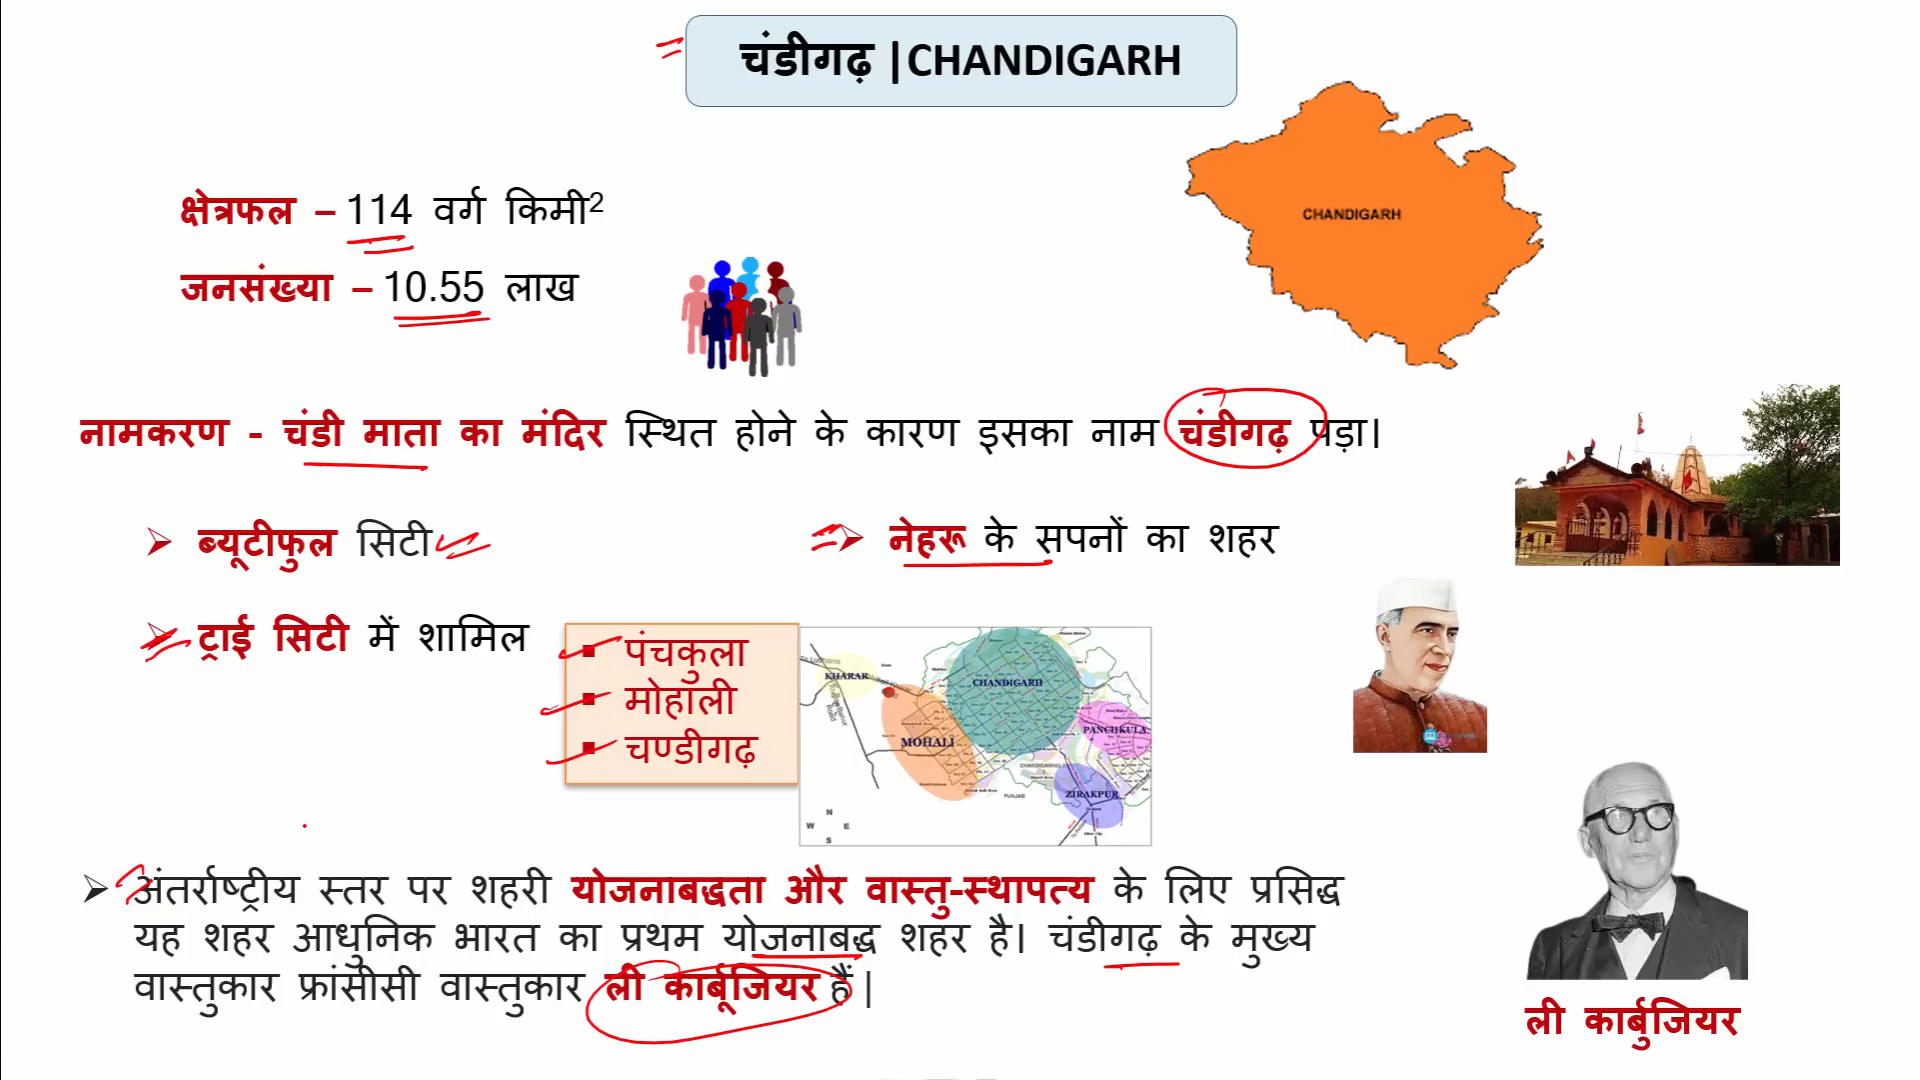 चंडीगढ़ |CHANDIGARH
CHANDIGARH
क्षेत्रफल – 114 वर्ग किमी²
जनसंख्या – 10.55 लाख
नामकरण - चंडी माता का मंदिर स्थित होने के कारण इसका नाम चंडीगढ़ पड़ा।
ब्यूटीफुल सिटी
नेहरू के सपनों का शहर
ट्राई सिटी में शामिल
पंचकुला
मोहाली
चण्डीगढ़
KHARAR
CHANDIGARH
MOHALI
PANCHKULA
ZIRAKPUR
PUNJAB
N
W E
S
अंतर्राष्ट्रीय स्तर पर शहरी योजनाबद्धता और वास्तु-स्थापत्य के लिए प्रसिद्ध
यह शहर आधुनिक भारत का प्रथम योजनाबद्ध शहर है। चंडीगढ़ के मुख्य
वास्तुकार फ्रांसीसी वास्तुकार ली कार्बूजियर हैं |
ली कार्बुजियर